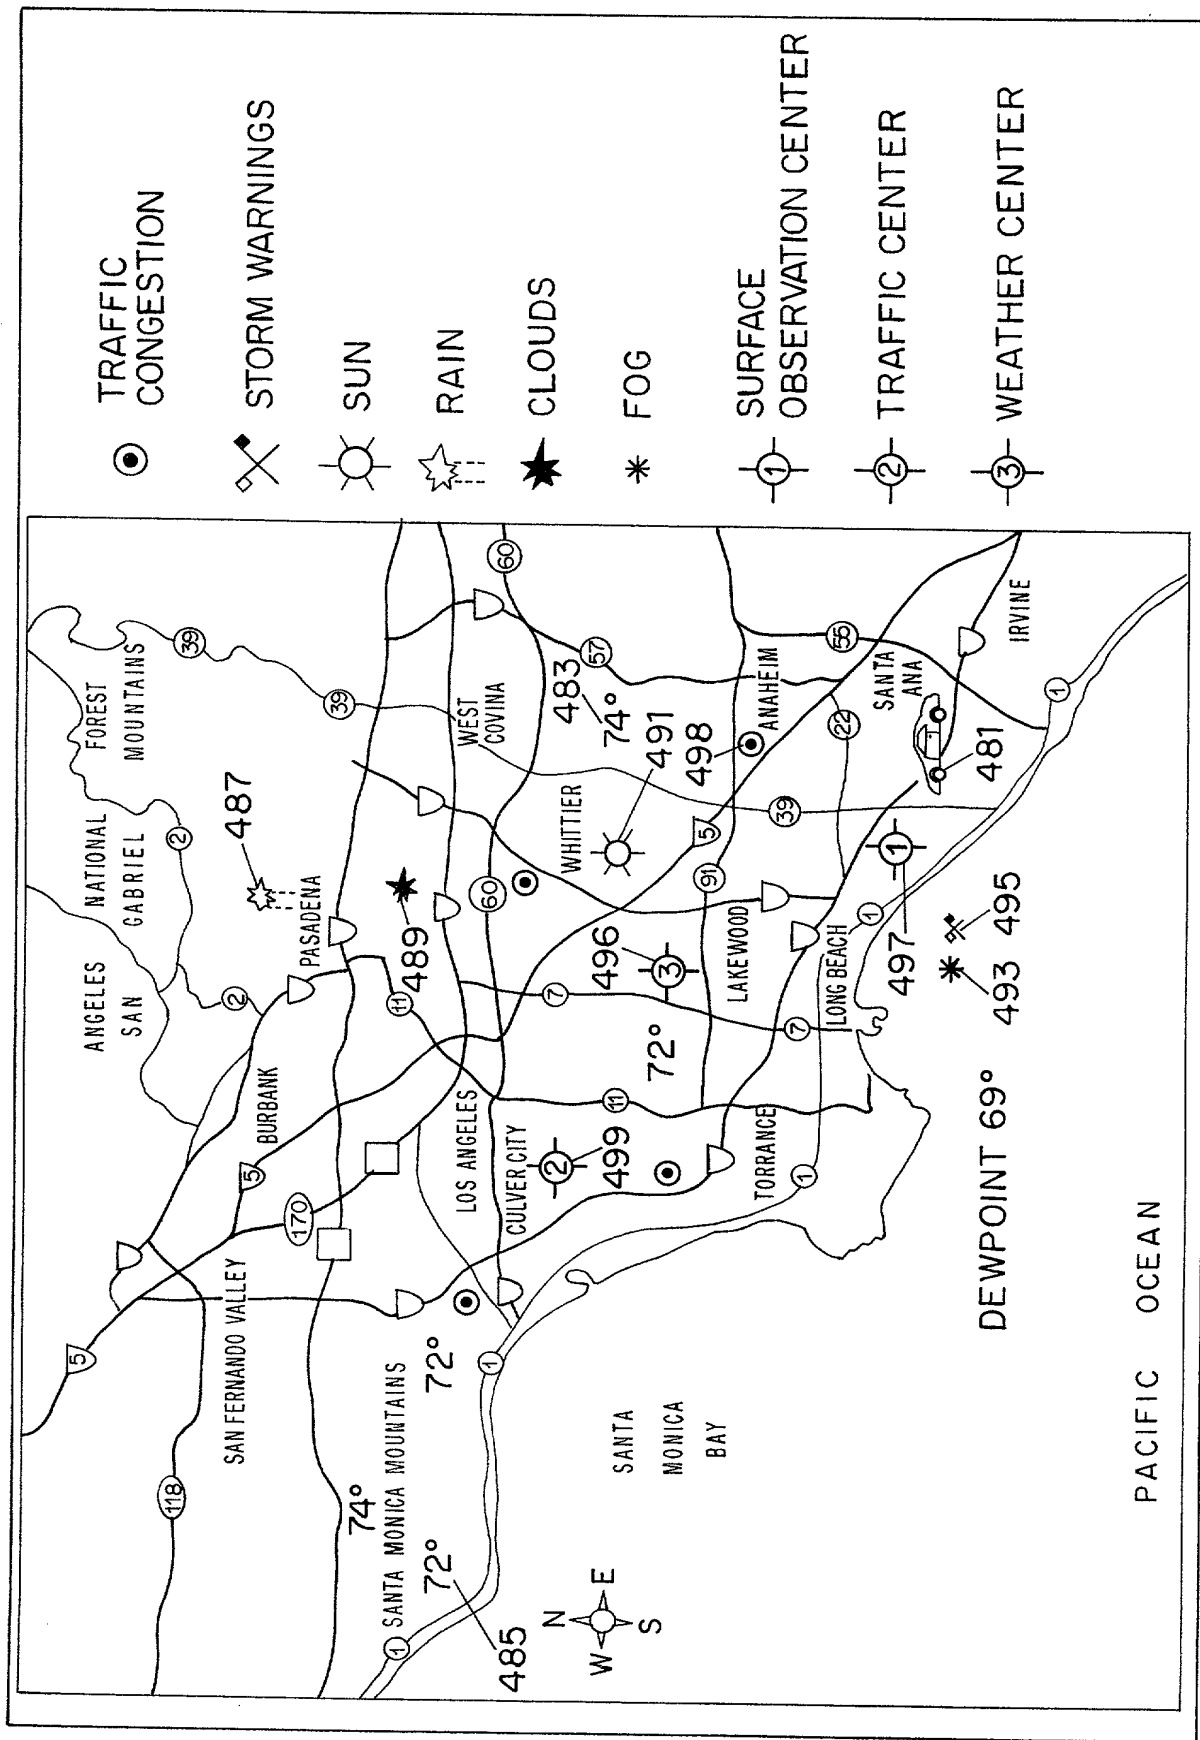 5
ANGELES NATIONAL FOREST
SAN GABRIEL MOUNTAINS
118
2
39
SAN FERNANDO VALLEY
2
487
5
BURBANK
170
PASADENA
39
74°
SANTA MONICA MOUNTAINS
1
11
489
72°
72°
LOS ANGELES
WEST
COVINA
1
60
60
485
CULVER CITY
2
7
483
WHITTIER
57
N
W E
S
499
496
74°
11
SANTA
MONICA
BAY
3
72°
491
498
91
5
LAKEWOOD
TORRANCE
ANAHEIM
39
1
7
LONG BEACH
22
55
SANTA
ANA
1
1
497
481
493
495
DEWPOINT 69°
IRVINE
1
PACIFIC OCEAN
TRAFFIC
CONGESTION
STORM WARNINGS
SUN
RAIN
CLOUDS
FOG
1 SURFACE
OBSERVATION CENTER
2 TRAFFIC CENTER
3 WEATHER CENTER